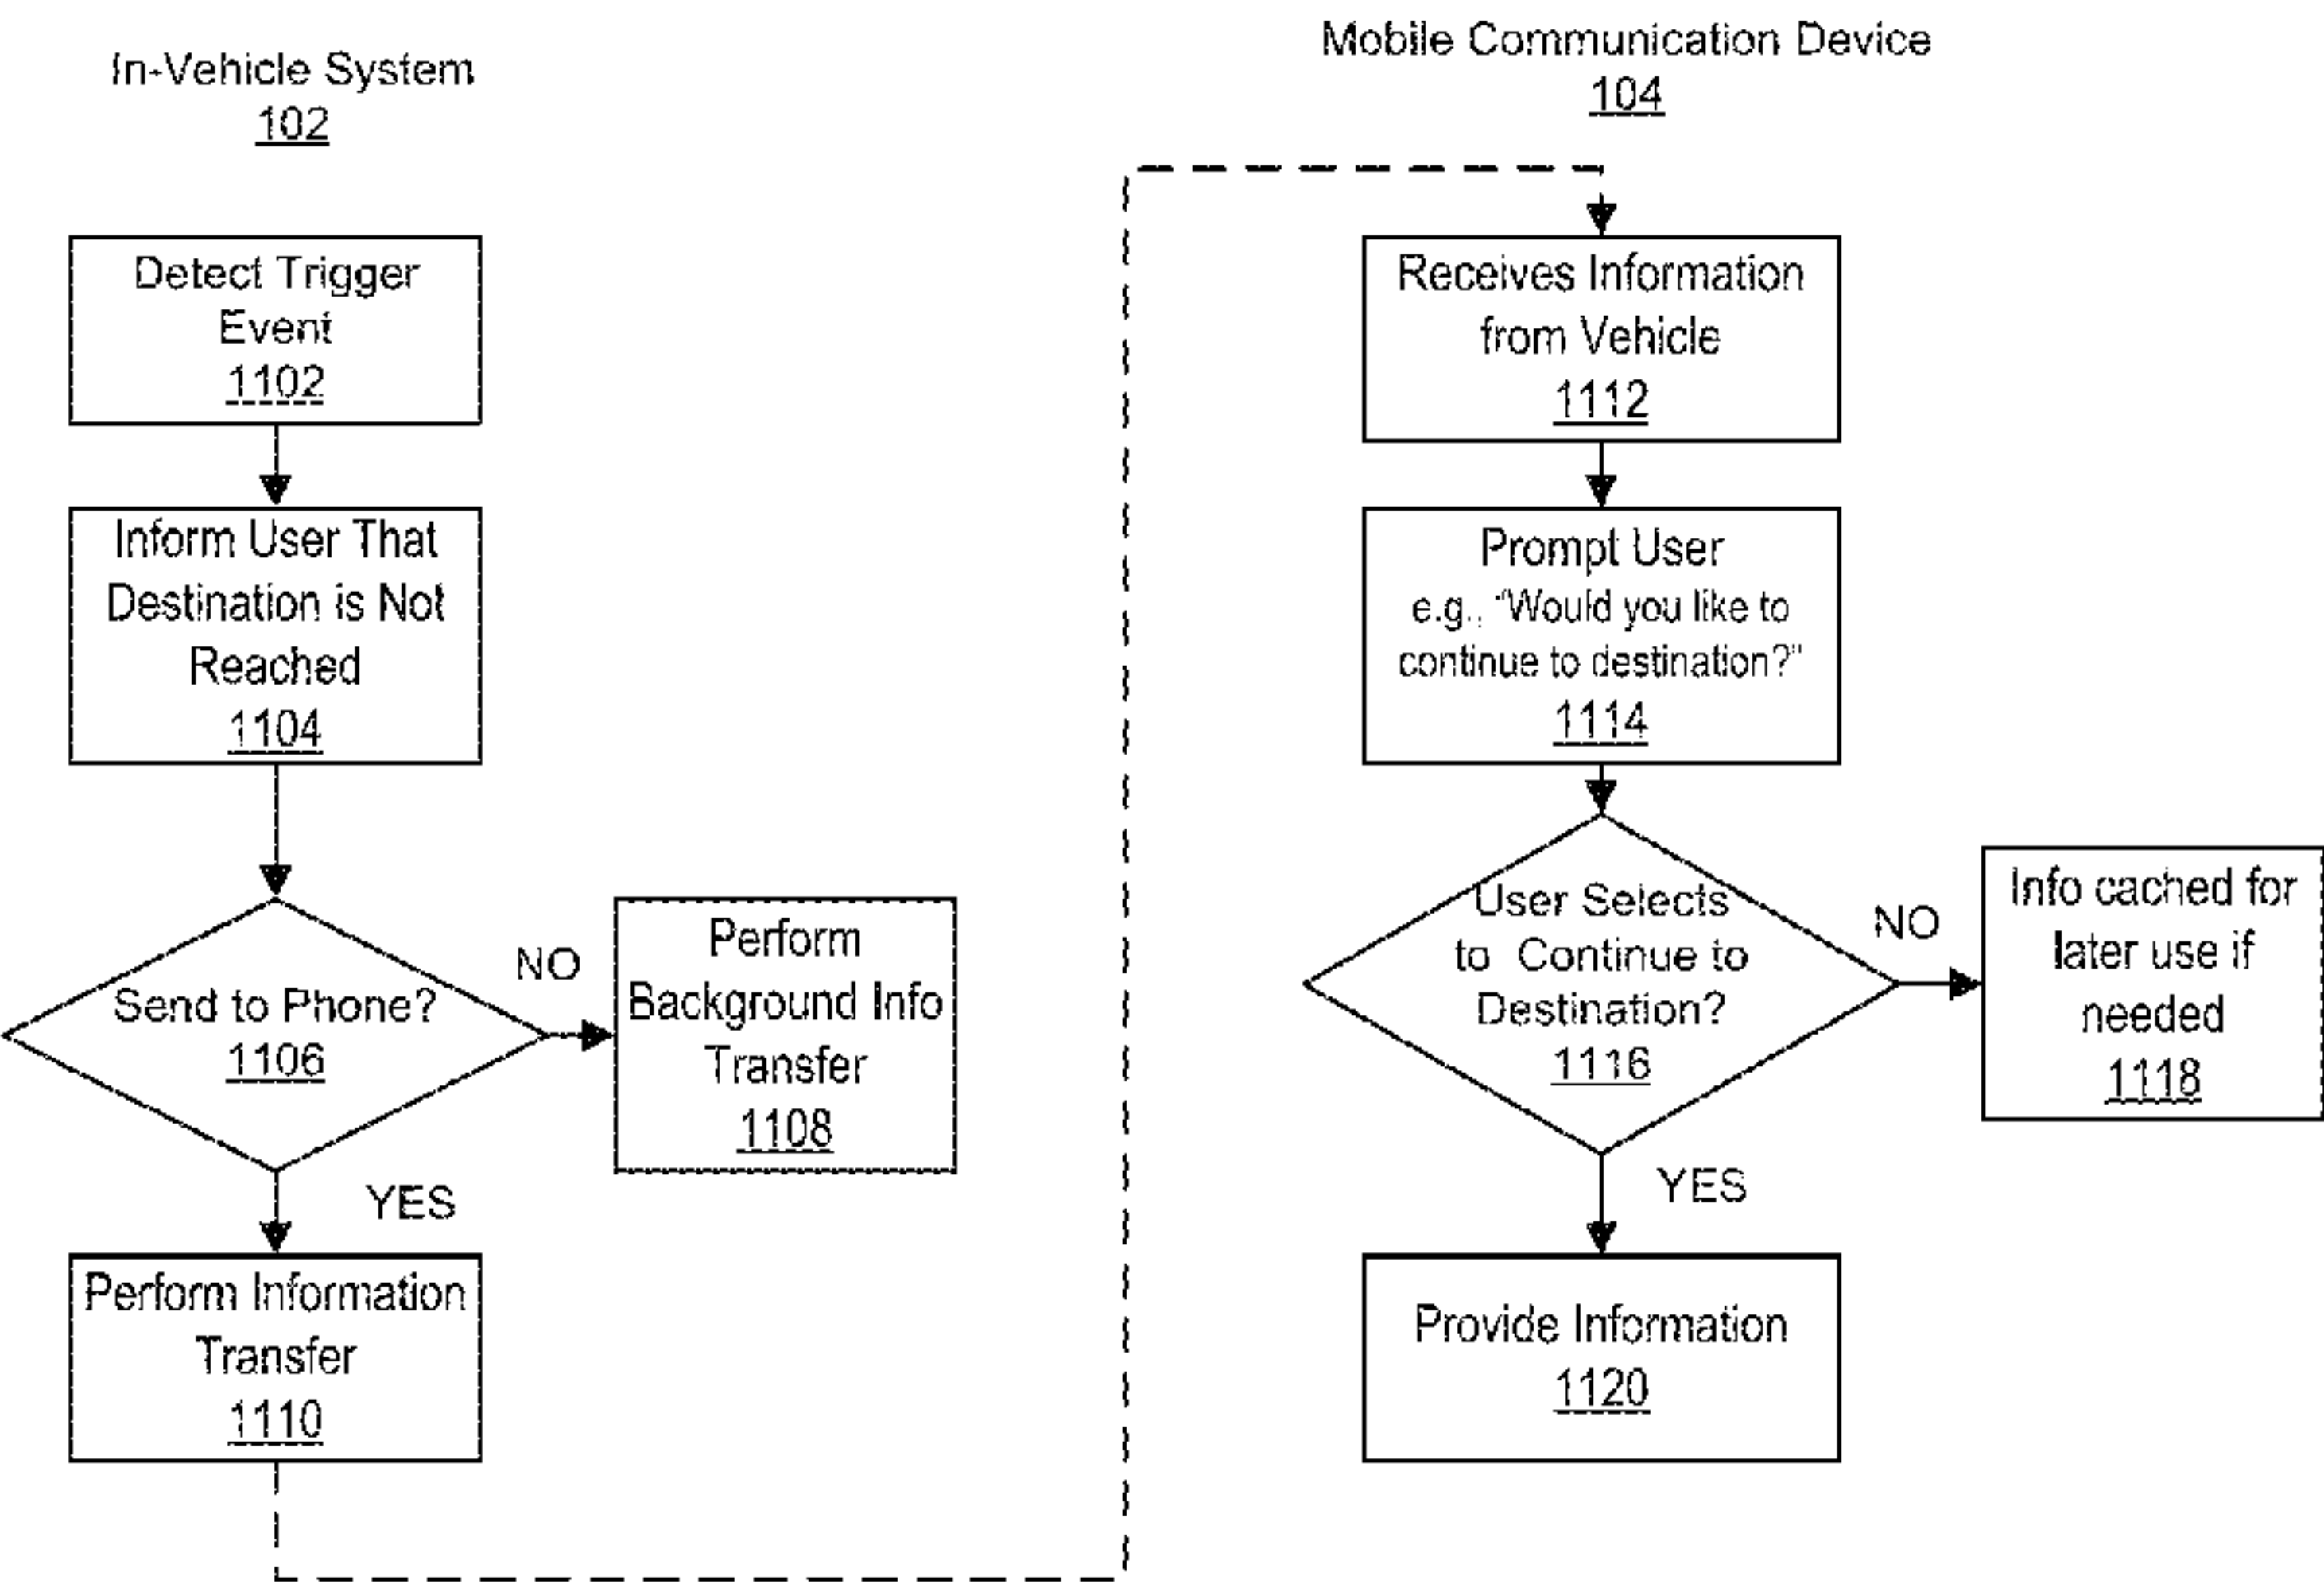 In-Vehicle System
102
Detect Trigger
Event
1102
Inform User That
Destination is Not
Reached
1104
Send to Phone?
1106
NO
Perform
Background Info
Transfer
1108
YES
Perform Information
Transfer
1110
Mobile Communication Device
104
Receives Information
from Vehicle
1112
Prompt User
e.g., "Would you like to
continue to destination?"
1114
User Selects
to Continue to
Destination?
1116
NO
Info cached for
later use if
needed
1118
YES
Provide Information
1120